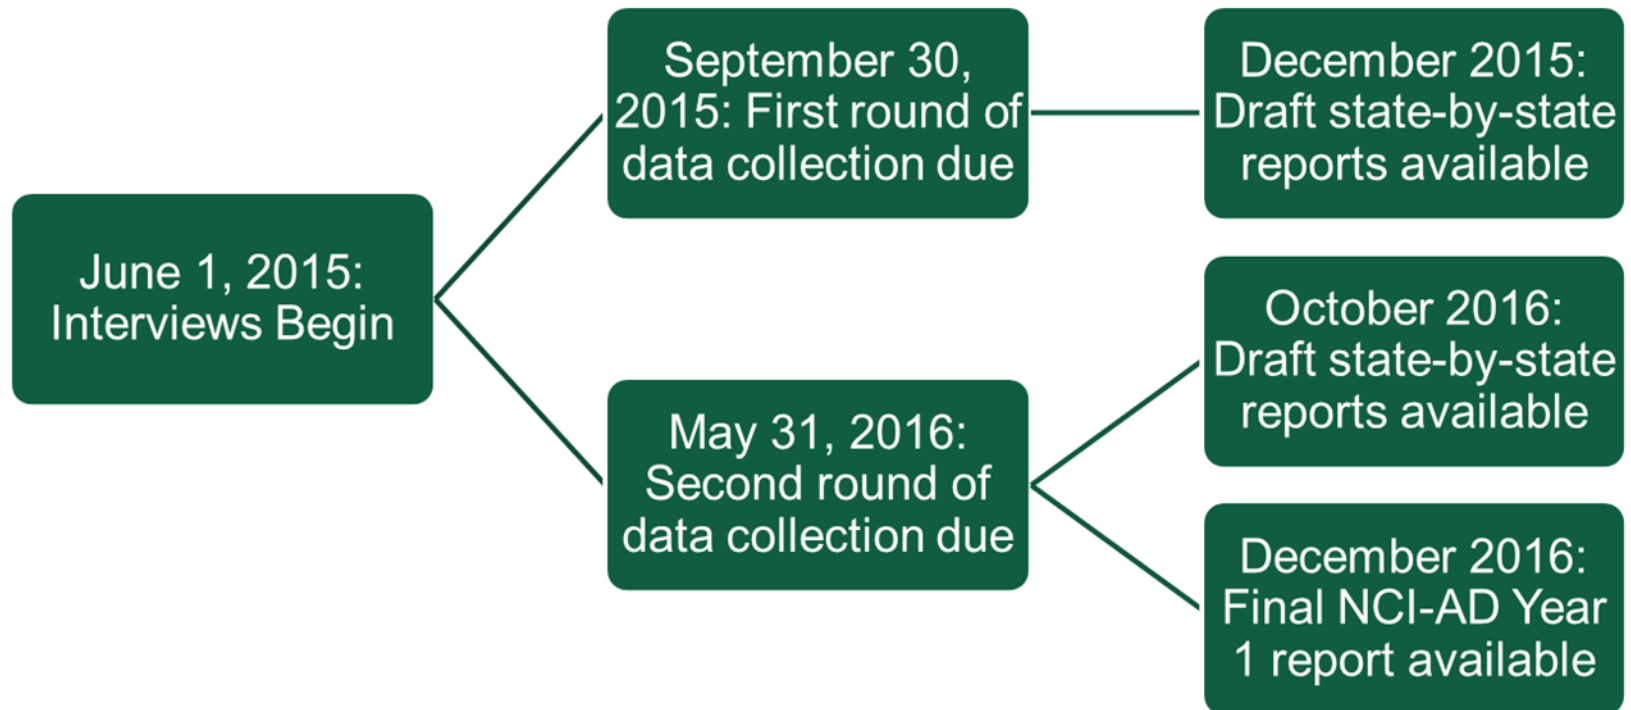 June 1, 2015:
Interviews Begin
September 30,
2015: First round of
data collection due
December 2015:
Draft state-by-state
reports available
May 31, 2016:
Second round of
data collection due
October 2016:
Draft state-by-state
reports available
December 2016:
Final NCI-AD Year
1 report available